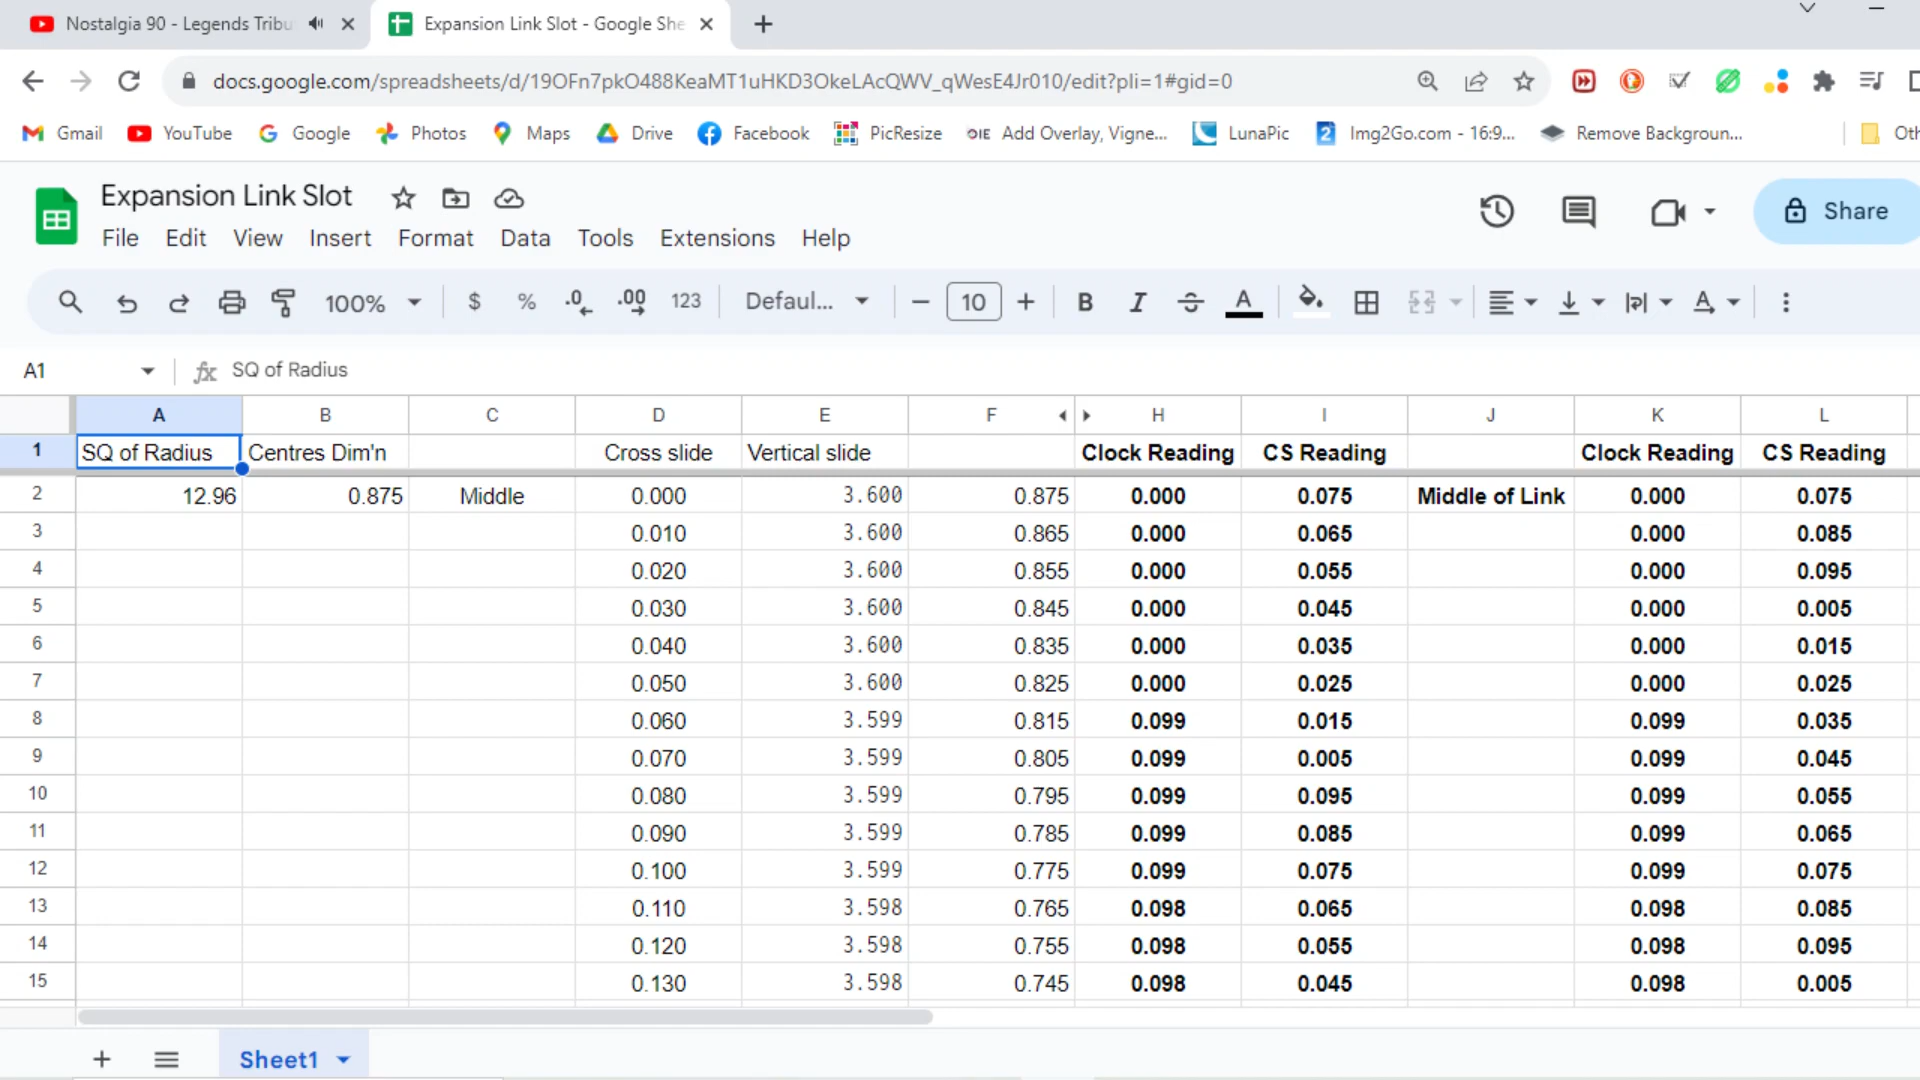 Nostalgia 90 - Legends Tribu
Expansion Link Slot - Google She
docs.google.com/spreadsheets/d/19OFn7pkO488KeaMT1uHKD3OkeLAcQWV_qWesE4Jr010/edit?pli=1#gid=0
Gmail YouTube Google Photos Maps Drive Facebook PicResize OIE Add Overlay, Vigne... LunaPic 2 Img2Go.com - 16:9... Remove Backgroun... Oth
Expansion Link Slot
File Edit View Insert Format Data Tools Extensions Help
Share
100% $ % .0 .00 123 Defaul... − 10 + B I S A A
A1 fx SQ of Radius
A B C D E F H I J K L
1 SQ of Radius Centres Dim'n Cross slide Vertical slide Clock Reading CS Reading Clock Reading CS Reading
2 12.96 0.875 Middle 0.000 3.600 0.875 0.000 0.075 Middle of Link 0.000 0.075
3 0.010 3.600 0.865 0.000 0.065 0.000 0.085
4 0.020 3.600 0.855 0.000 0.055 0.000 0.095
5 0.030 3.600 0.845 0.000 0.045 0.000 0.005
6 0.040 3.600 0.835 0.000 0.035 0.000 0.015
7 0.050 3.600 0.825 0.000 0.025 0.000 0.025
8 0.060 3.599 0.815 0.099 0.015 0.099 0.035
9 0.070 3.599 0.805 0.099 0.005 0.099 0.045
10 0.080 3.599 0.795 0.099 0.095 0.099 0.055
11 0.090 3.599 0.785 0.099 0.085 0.099 0.065
12 0.100 3.599 0.775 0.099 0.075 0.099 0.075
13 0.110 3.598 0.765 0.098 0.065 0.098 0.085
14 0.120 3.598 0.755 0.098 0.055 0.098 0.095
15 0.130 3.598 0.745 0.098 0.045 0.098 0.005
Sheet1